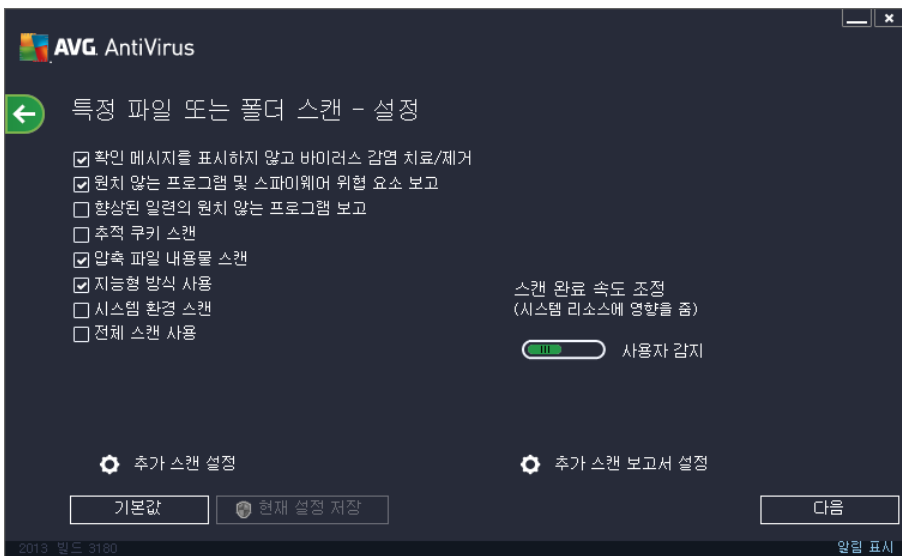 AVG. AntiVirus
특정 파일 또는 폴더 스캔 - 설정
확인 메시지를 표시하지 않고 바이러스 감염 치료/제거
원치 않는 프로그램 및 스파이웨어 위협 요소 보고
향상된 일련의 원치 않는 프로그램 보고
추적 쿠키 스캔
압축 파일 내용물 스캔
지능형 방식 사용
시스템 환경 스캔
전체 스캔 사용
스캔 완료 속도 조정
(시스템 리소스에 영향을 줌)
사용자 감지
추가 스캔 설정
추가 스캔 보고서 설정
기본값
현재 설정 저장
다음
2013 빌드 3180
알림 표시